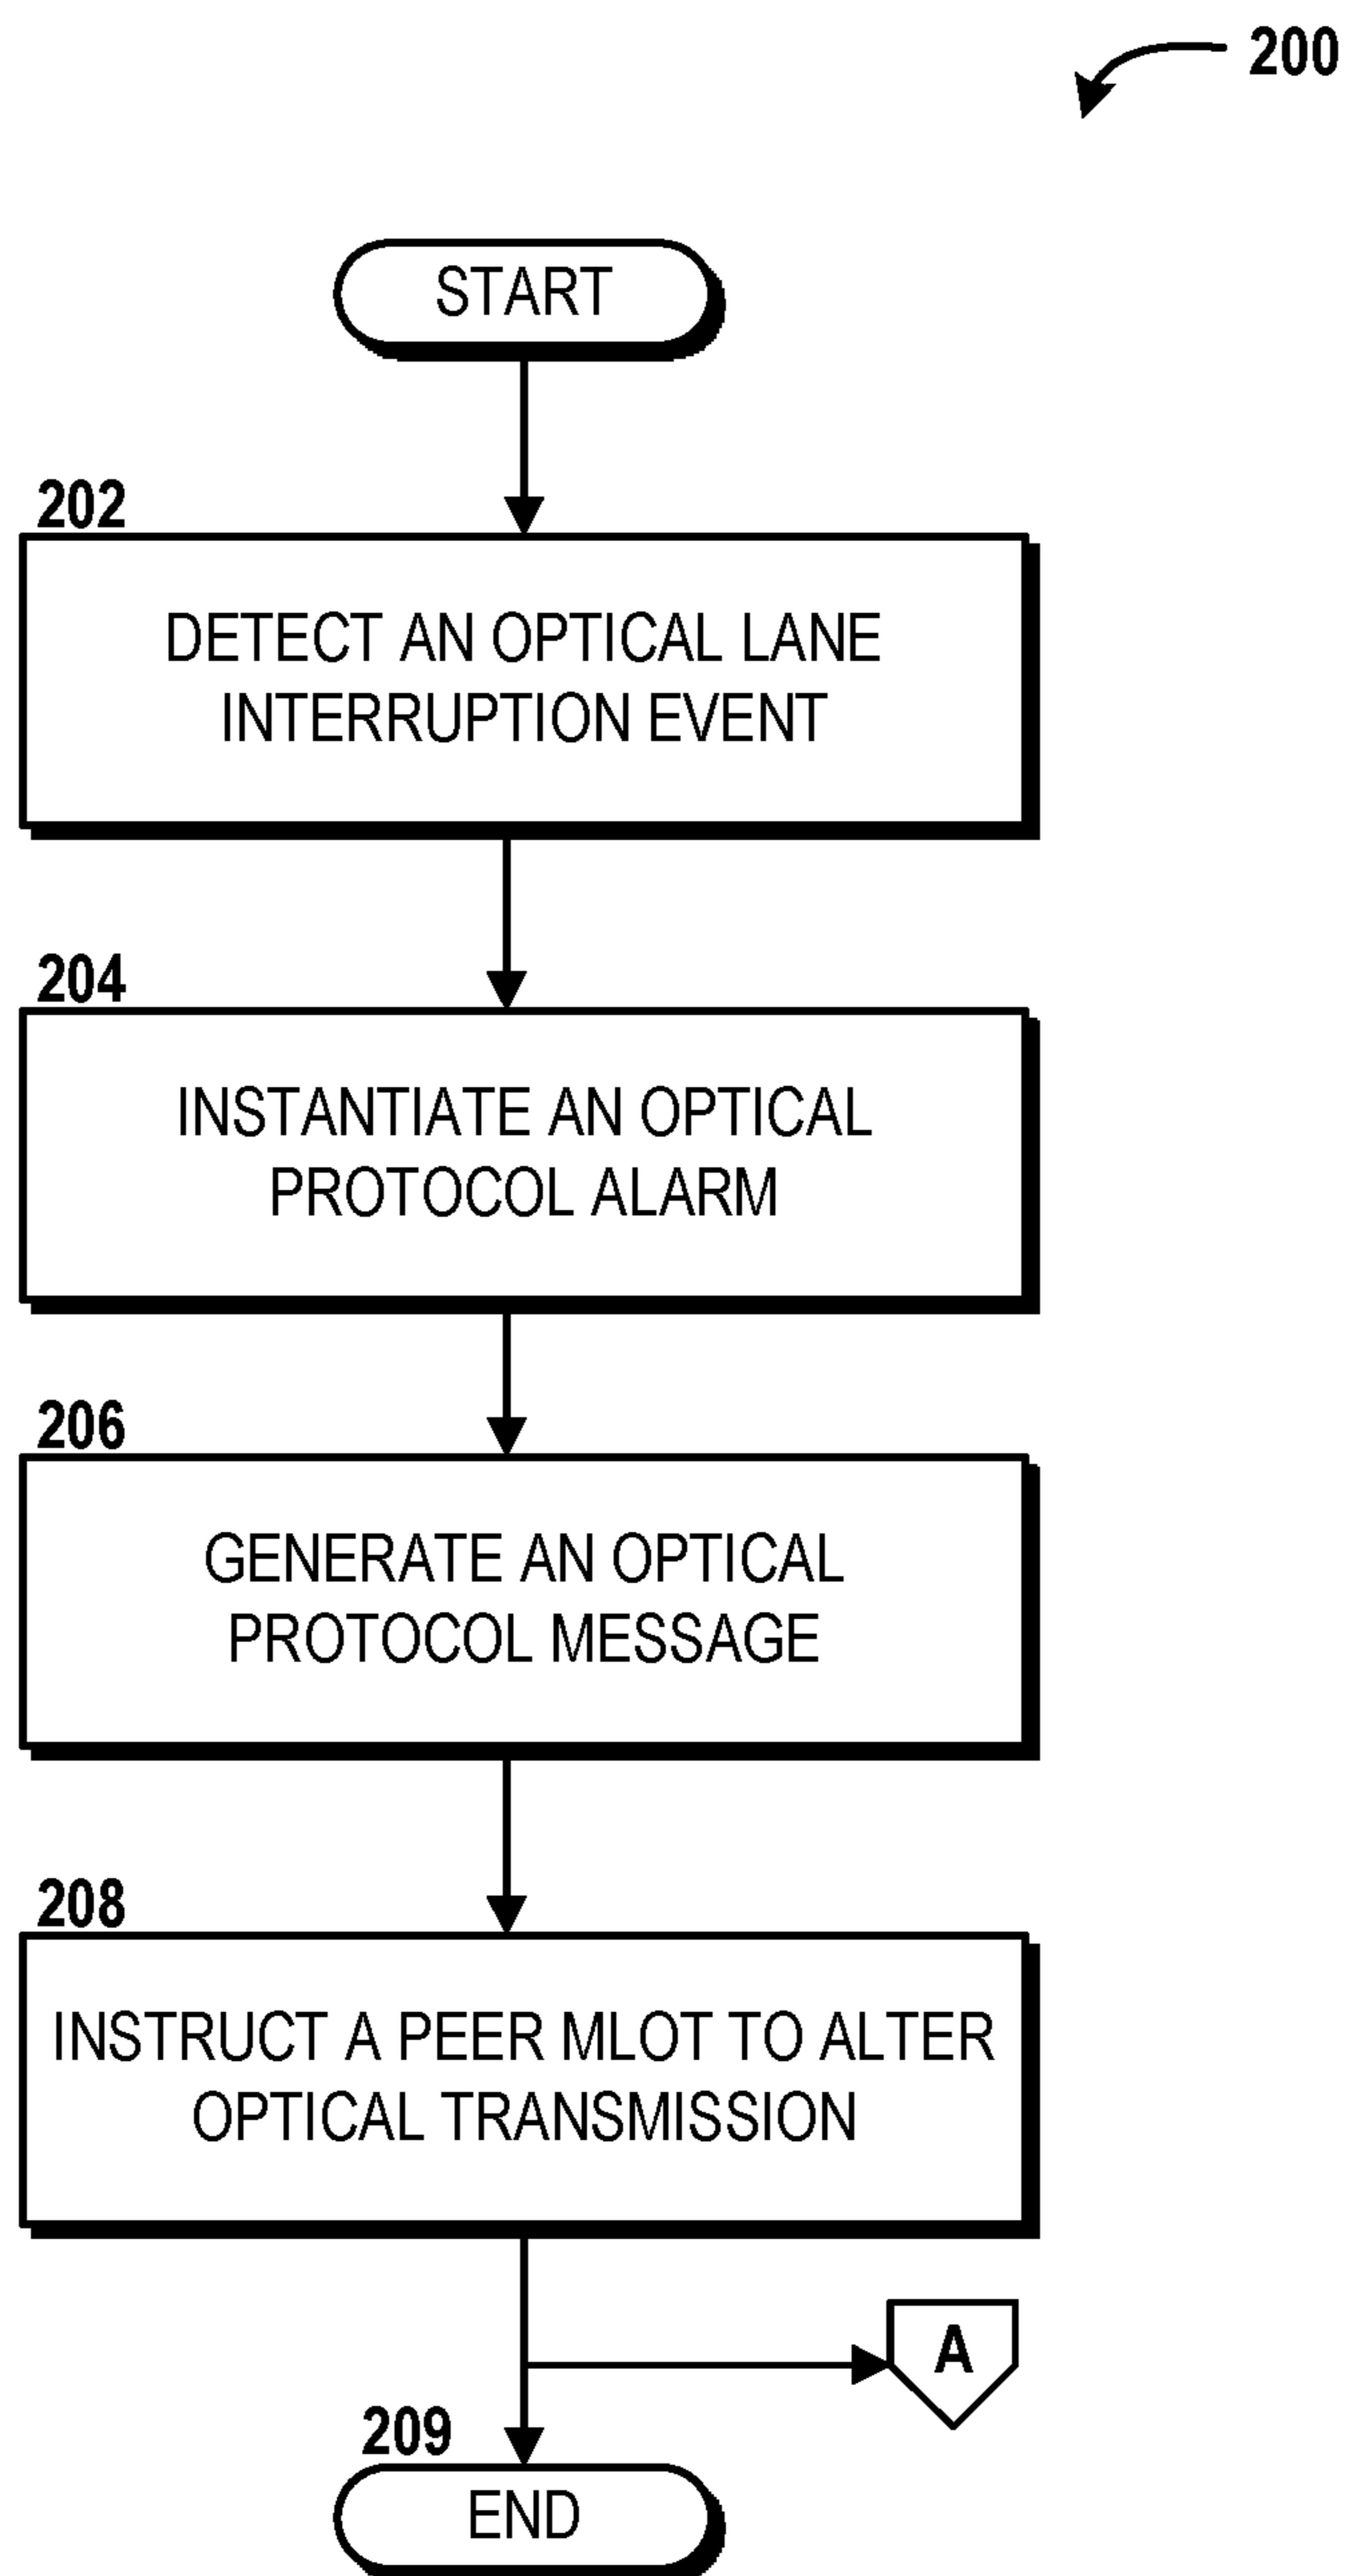 200
START
202
DETECT AN OPTICAL LANE
INTERRUPTION EVENT
204
INSTANTIATE AN OPTICAL
PROTOCOL ALARM
206
GENERATE AN OPTICAL
PROTOCOL MESSAGE
208
INSTRUCT A PEER MLOT TO ALTER
OPTICAL TRANSMISSION
A
209
END